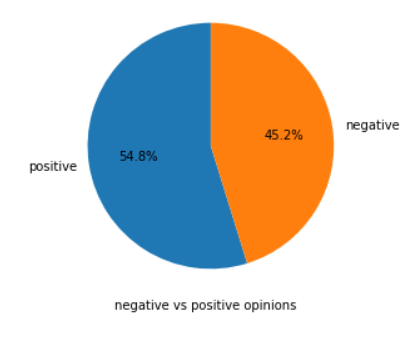 negative
45.2%
54.8%
positive
negative vs positive opinions